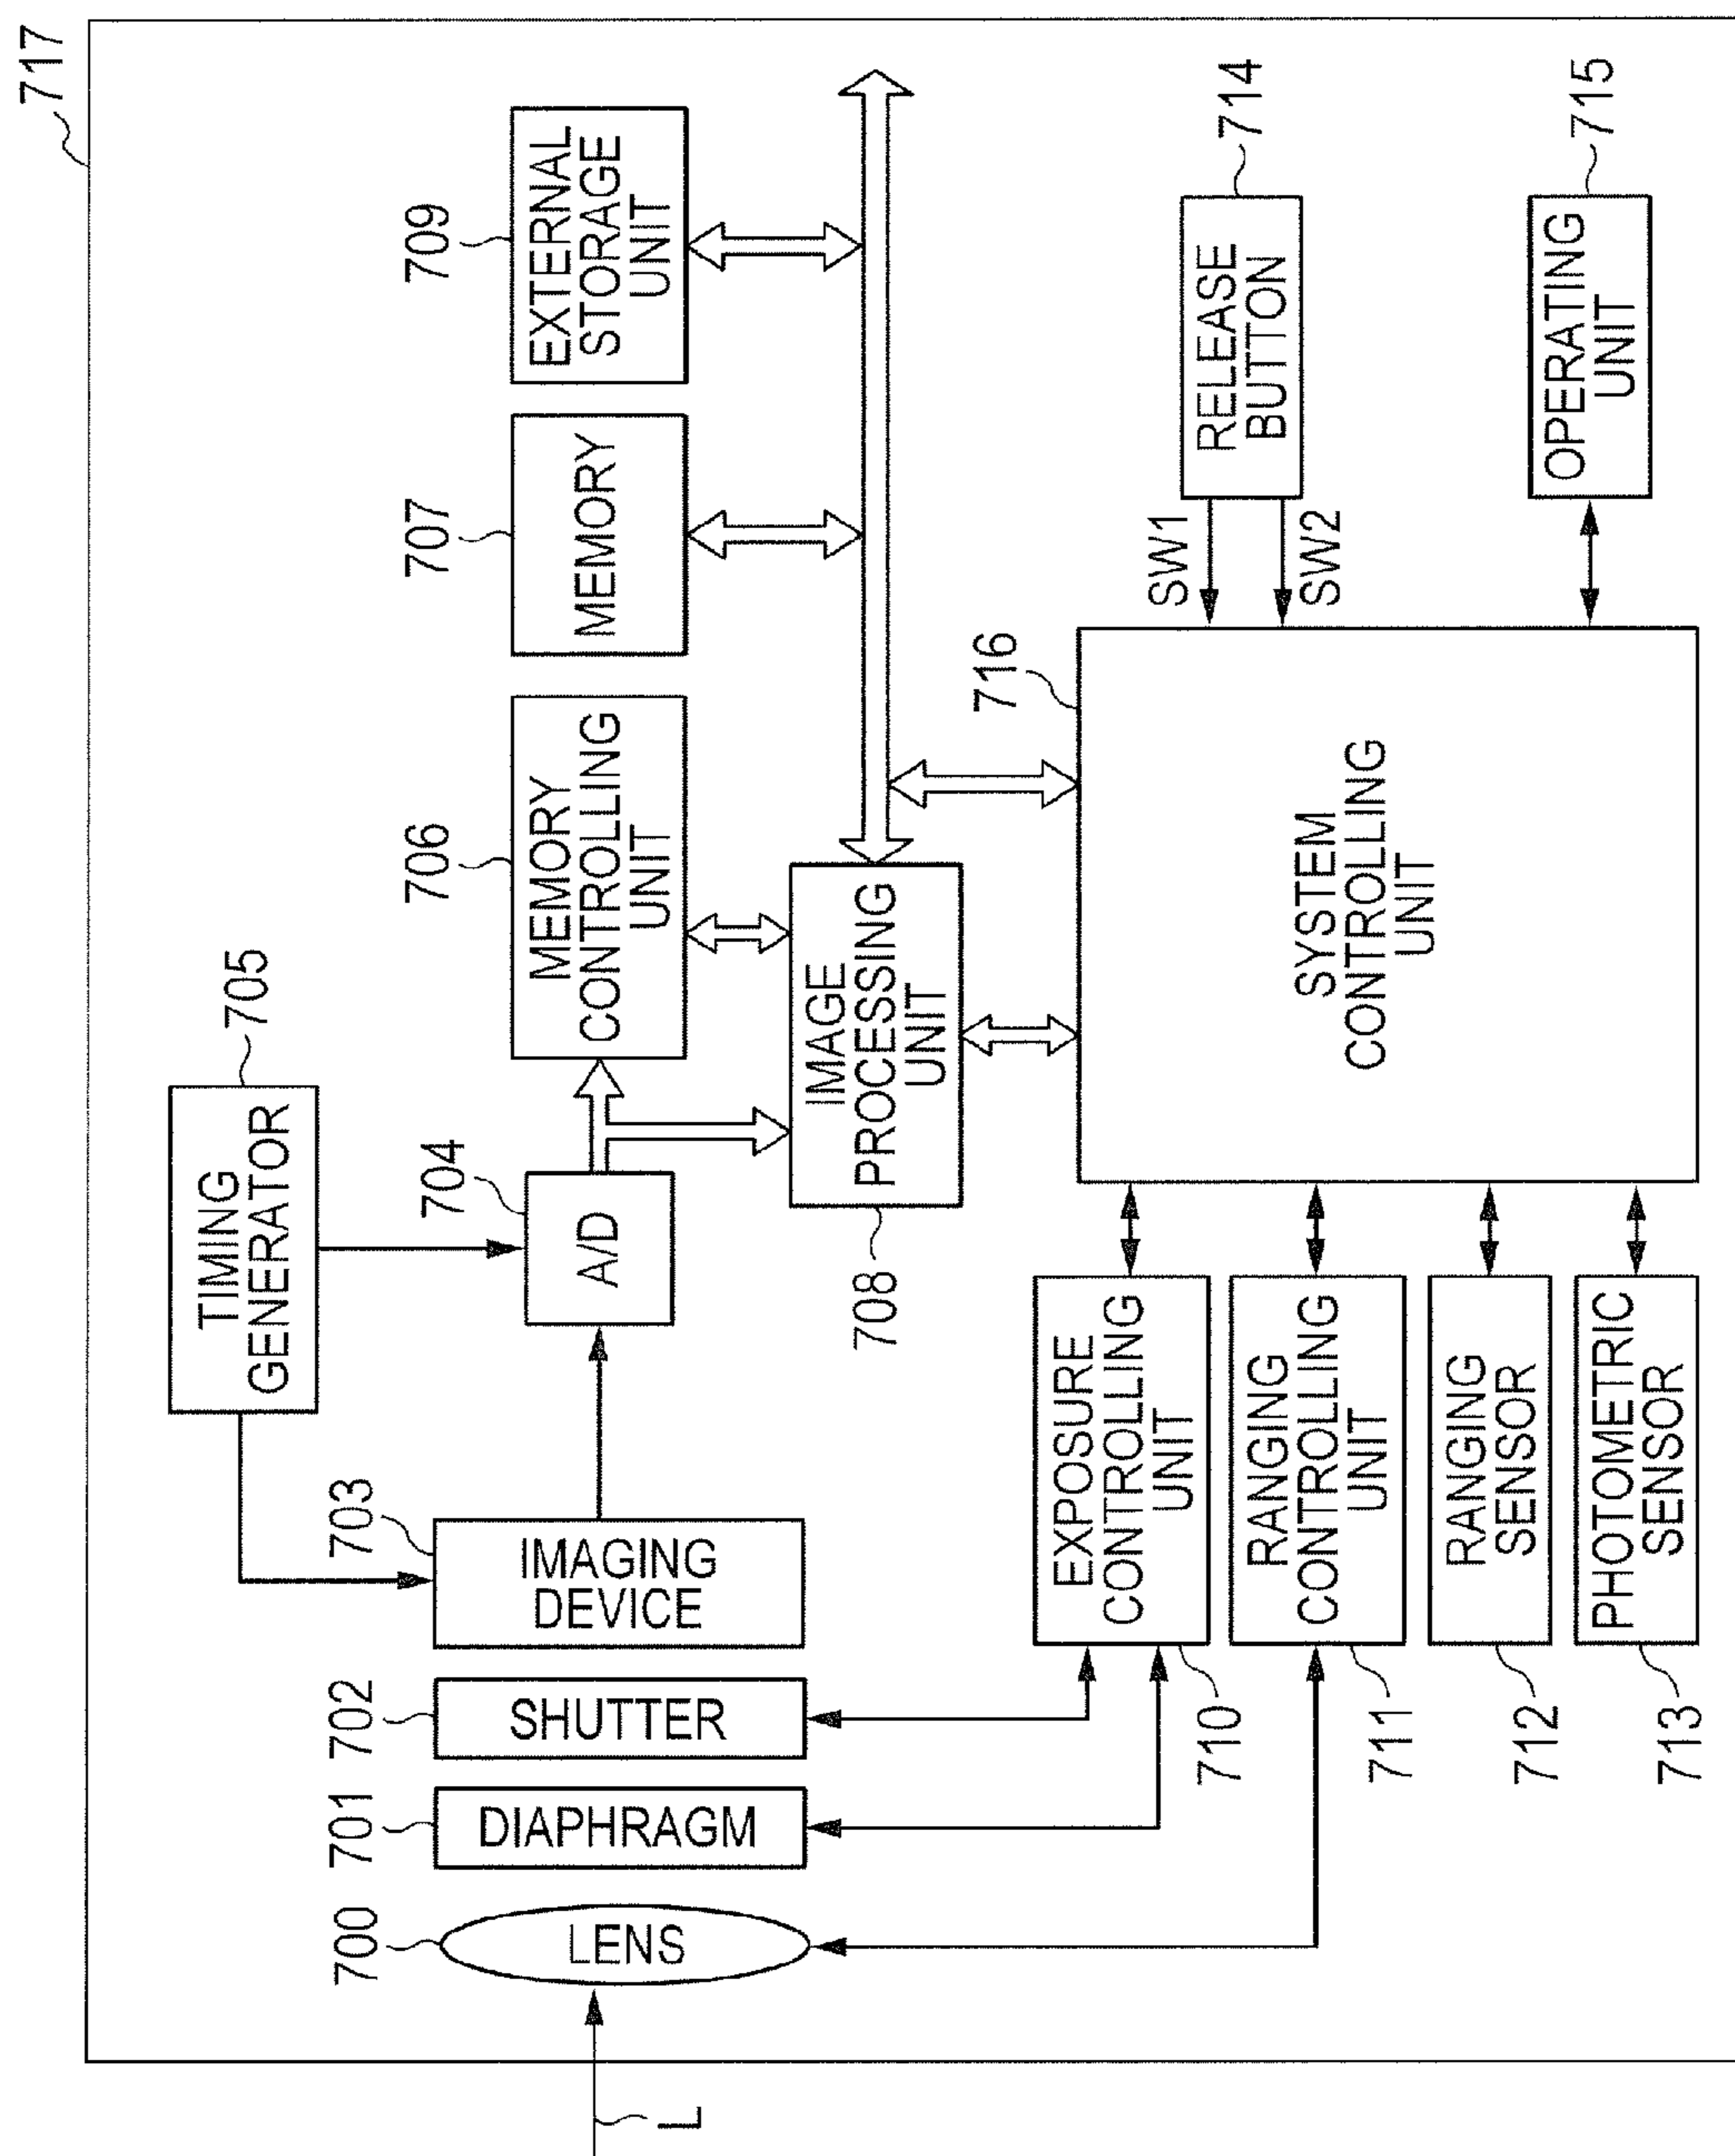 717
TIMING
GENERATOR
705
EXTERNAL
STORAGE
UNIT
709
MEMORY
707
MEMORY
CONTROLLING
UNIT
706
A/D
704
IMAGING
DEVICE
703
SHUTTER
702
DIAPHRAGM
701
LENS
700
L
IMAGE
PROCESSING
UNIT
708
SYSTEM
CONTROLLING
UNIT
716
SW1
SW2
RELEASE
BUTTON
714
OPERATING
UNIT
715
EXPOSURE
CONTROLLING
UNIT
710
RANGING
CONTROLLING
UNIT
711
RANGING
SENSOR
712
PHOTOMETRIC
SENSOR
713